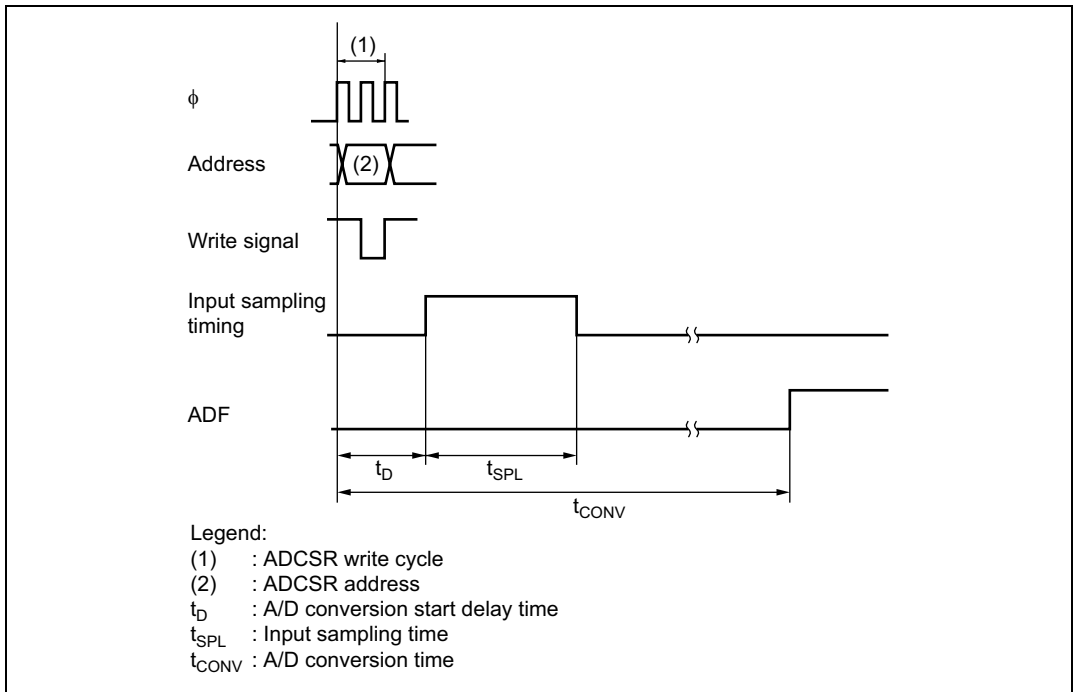 (1)
ϕ
Address
(2)
Write signal
Input sampling
timing
ADF
tD
tSPL
tCONV
Legend:
(1) : ADCSR write cycle
(2) : ADCSR address
tD : A/D conversion start delay time
tSPL : Input sampling time
tCONV : A/D conversion time